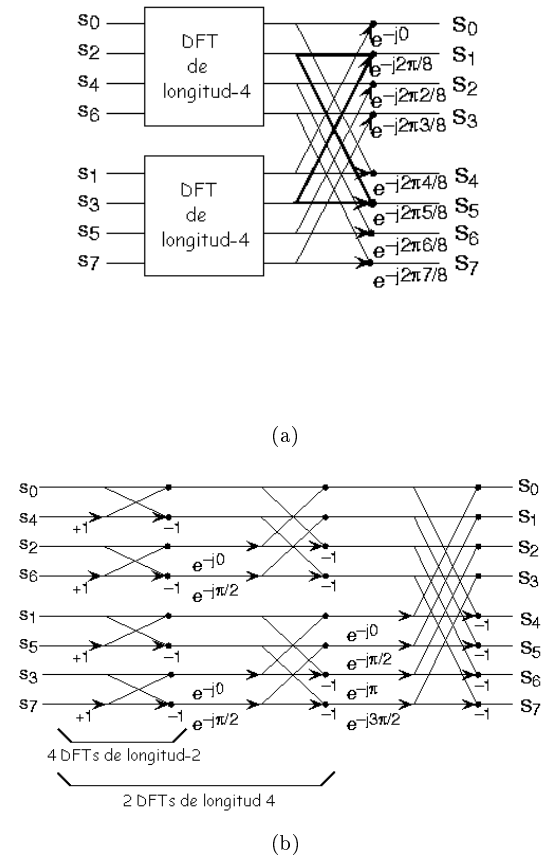 s0 DFT de longitud-4 e^-j0 S0
s2 e^-j2π/8 S1
s4 e^-j2π2/8 S2
s6 e^-j2π3/8 S3
s1 DFT de longitud-4 e^-j2π4/8 S4
s3 e^-j2π5/8 S5
s5 e^-j2π6/8 S6
s7 e^-j2π7/8 S7
(a)
s0 S0
s4 +1 -1 S1
s2 e^-j0 -1 S2
s6 +1 -1 e^-jπ/2 -1 S3
s1 e^-j0 -1 S4
s5 +1 -1 e^-jπ/2 -1 S5
s3 e^-j0 -1 e^-jπ -1 S6
s7 +1 -1 e^-jπ/2 -1 e^-j3π/2 -1 S7
4 DFTs de longitud-2
2 DFTs de longitud 4
(b)